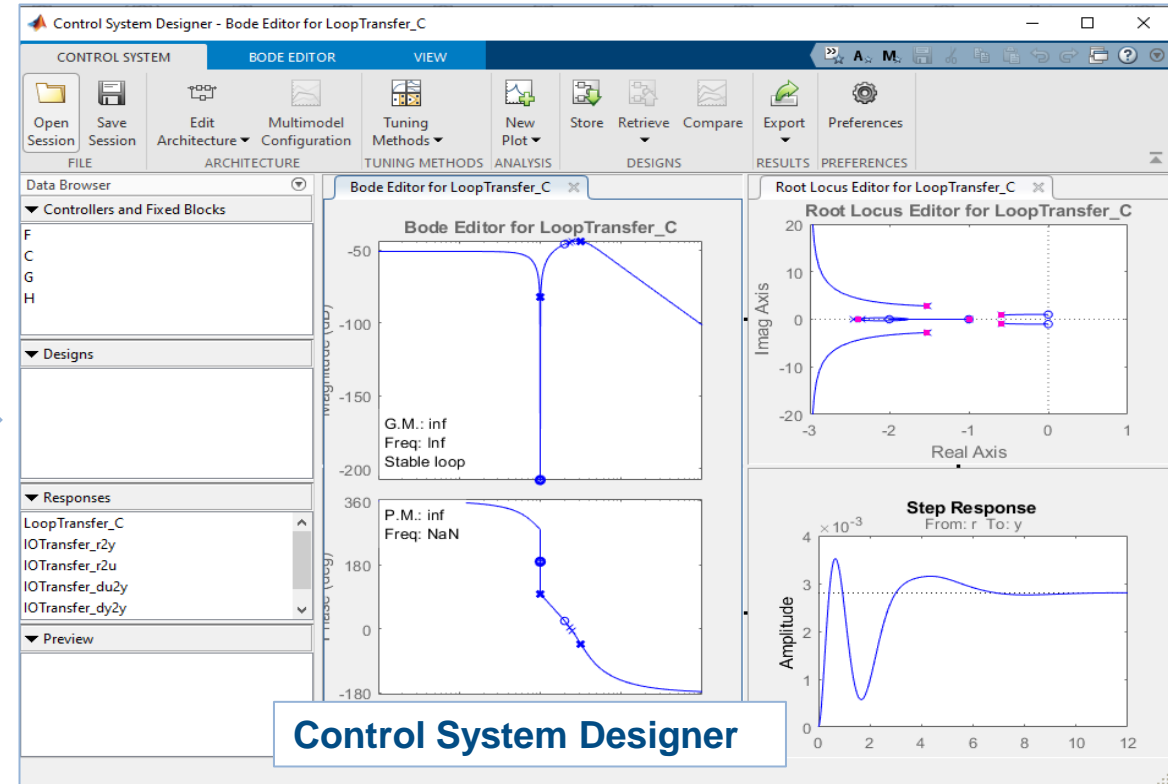 Control System Designer - Bode Editor for LoopTransfer_C
CONTROL SYSTEM BODE EDITOR VIEW
Open Session
Save Session
Edit Architecture
Multimodel Configuration
Tuning Methods
New Plot
Store
Retrieve
Compare
Export
Preferences
FILE ARCHITECTURE TUNING METHODS ANALYSIS DESIGNS RESULTS PREFERENCES
Data Browser
Controllers and Fixed Blocks
F
C
G
H
Designs
Responses
LoopTransfer_C
IOTransfer_r2y
IOTransfer_r2u
IOTransfer_du2y
IOTransfer_dy2y
Preview
Bode Editor for LoopTransfer_C
Bode Editor for LoopTransfer_C
Magnitude (dB)
-50
-100
-150
-200
G.M.: inf
Freq: Inf
Stable loop
Phase (deg)
360
180
0
-180
P.M.: inf
Freq: NaN
Root Locus Editor for LoopTransfer_C
Root Locus Editor for LoopTransfer_C
Imag Axis
20
10
0
-10
-20
-3 -2 -1 0 1
Real Axis
Step Response
From: r To: y
×10-3
Amplitude
4
3
2
1
0
0 2 4 6 8 10 12
Control System Designer